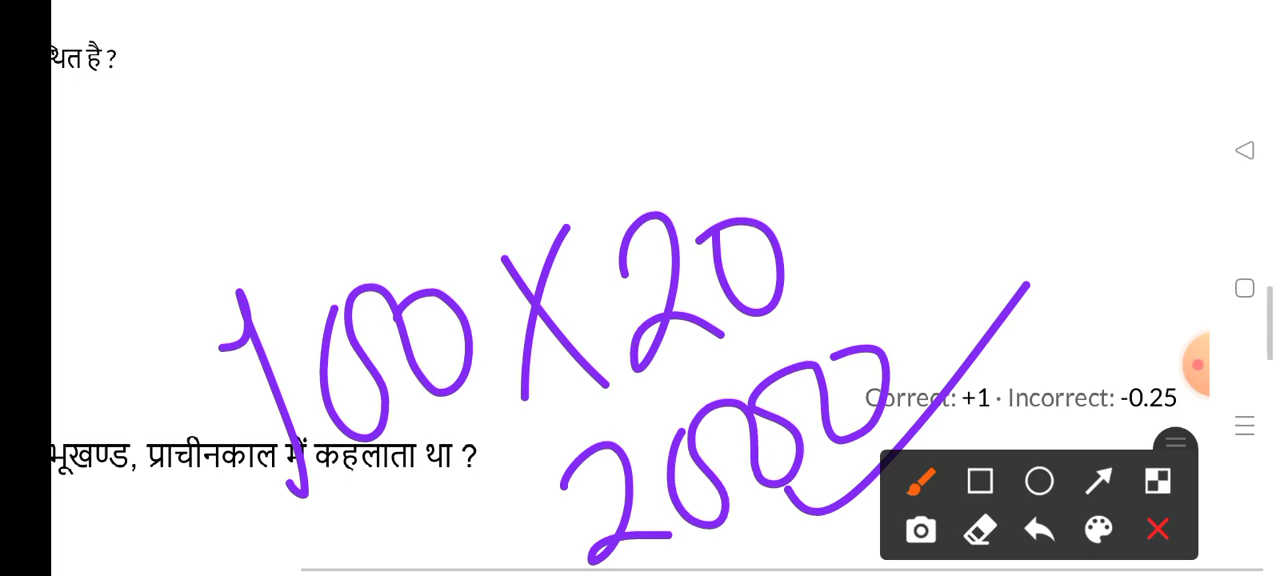 थित है ?
100 X 20
2000
Correct: +1 · Incorrect: -0.25
भूखण्ड, प्राचीनकाल में कहलाता था ?